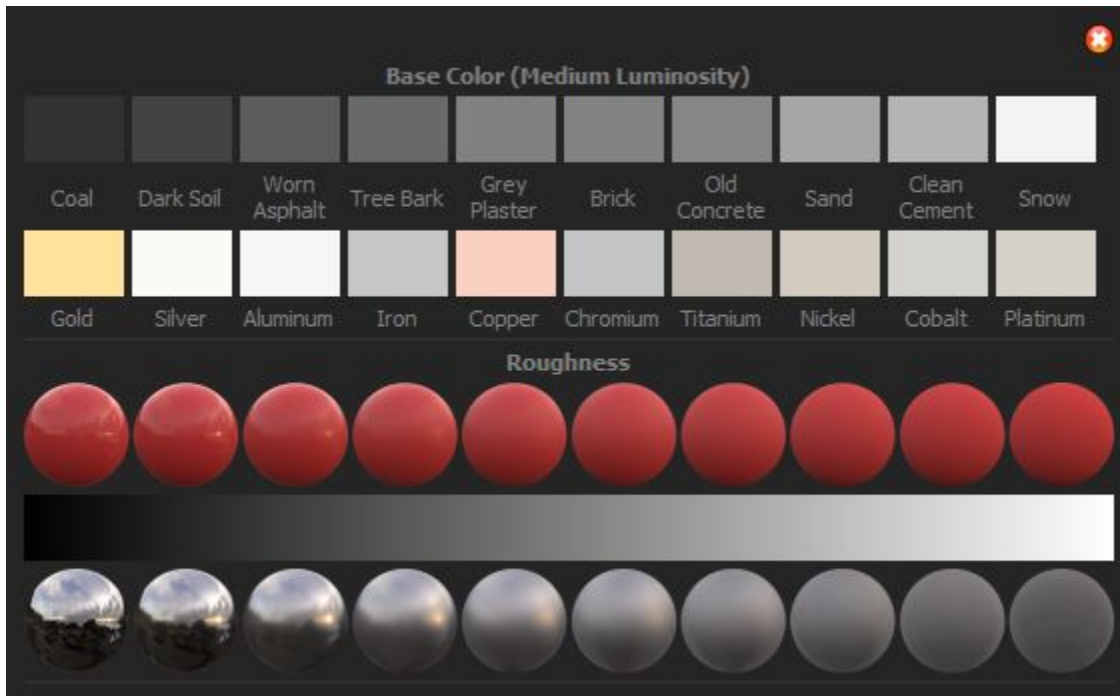 Base Color (Medium Luminosity)
Coal
Dark Soil
Worn
Asphalt
Tree Bark
Grey
Plaster
Brick
Old
Concrete
Sand
Clean
Cement
Snow
Gold
Silver
Aluminum
Iron
Copper
Chromium
Titanium
Nickel
Cobalt
Platinum
Roughness